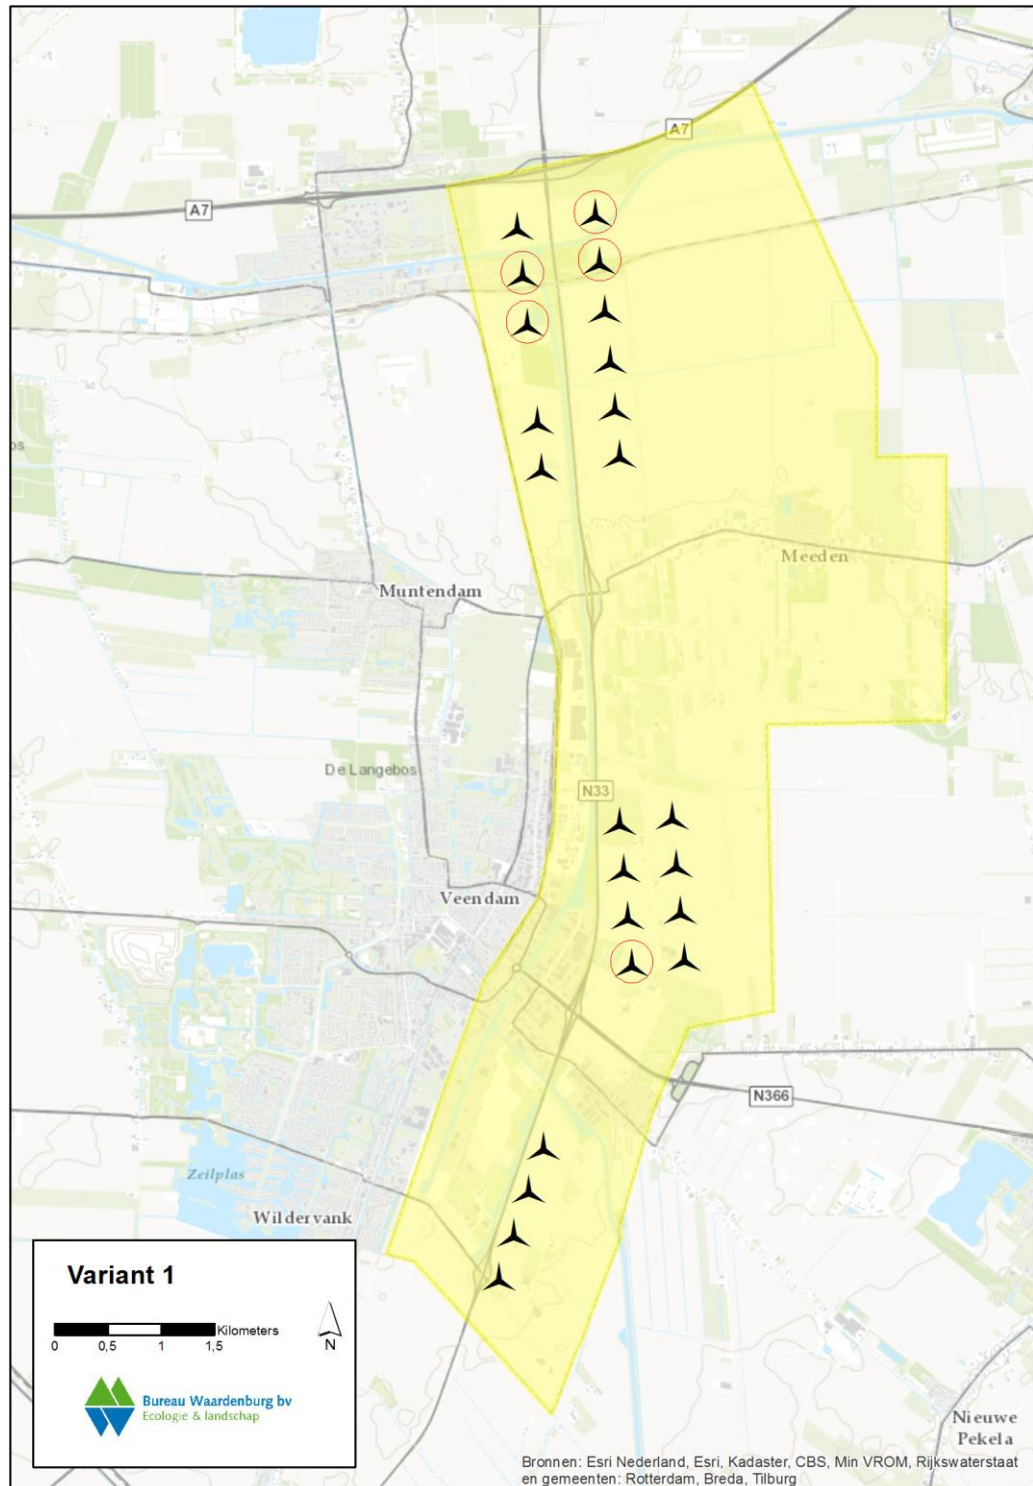 A7
A7
Meeden
Muntendam
De Langebos
N33
Veendam
N366
Zeilplas
Wildervank
Variant 1
Kilometers
0 0,5 1 1,5
N
Bureau Waardenburg bv
Ecologie & landschap
Nieuwe
Pekela
Bronnen: Esri Nederland, Esri, Kadaster, CBS, Min VROM, Rijkswaterstaat
en gemeenten: Rotterdam, Breda, Tilburg